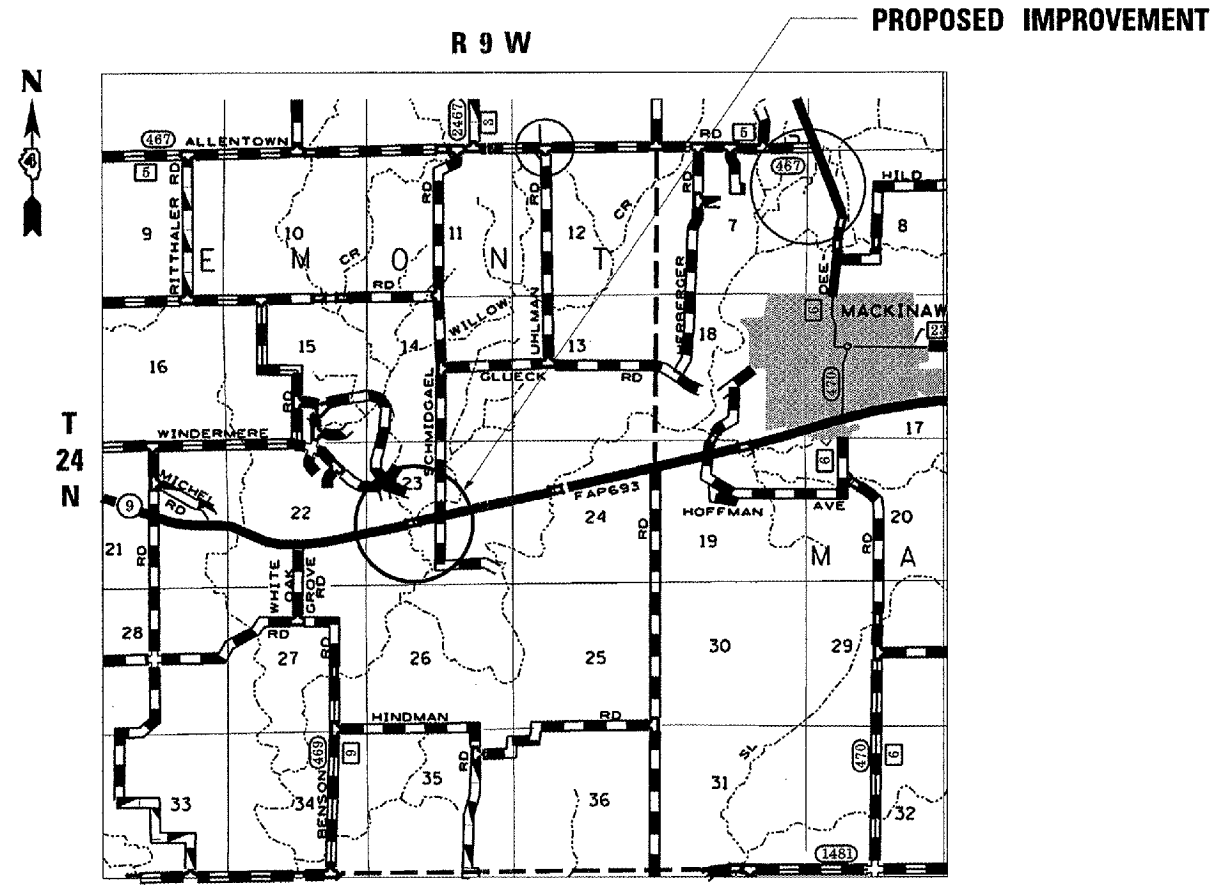 PROPOSED IMPROVEMENT
R 9 W
N
T
24
N
467
ALLENTOWN
2467
RD
5
467
5
RITTHALER RD
RD
RD
CR
RD
HILD
9
10
11
12
7
8
E M O N T
CR
RD
WILLOW
UHLMAN
HERBERGER
DEE-
MACKINAW
23
16
15
14
13
18
GLUECK RD
RD
SCHMIDGAEL
470
17
WINDERMERE
MICHEL
RD
9
23
FAP693
6
22
24
HOFFMAN AVE
20
21
19
M A
RD
RD
RD
WHITE OAK
GROVE RD
28
RD
27
RD
26
25
30
29
HINDMAN RD
469
9
BENSON
RD
SL
470
6
33
34
35
36
31
32
1481